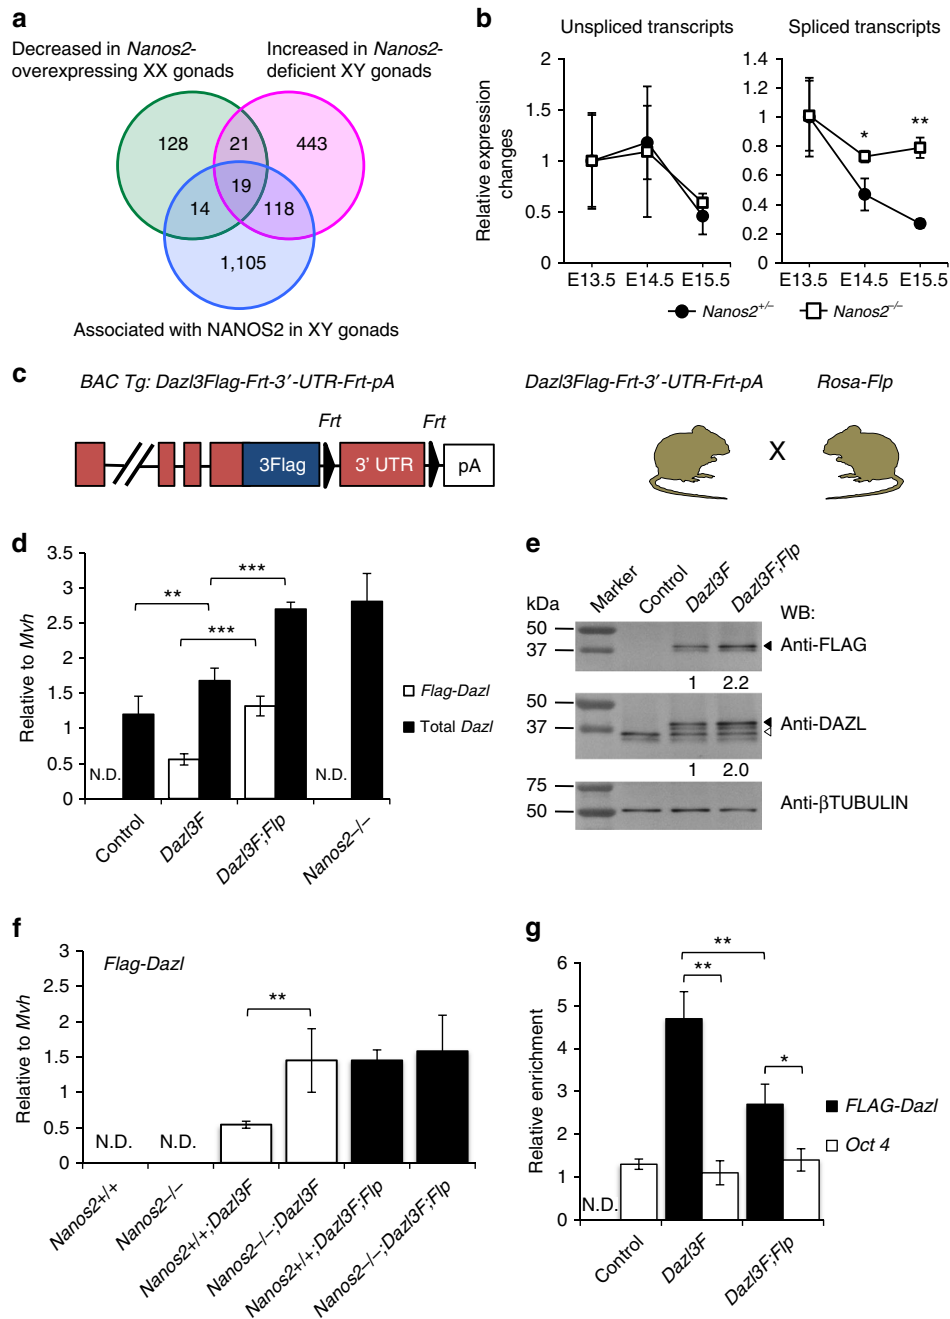 a
Decreased in Nanos2-
overexpressing XX gonads
Increased in Nanos2-
deficient XY gonads
128
21
443
19
14
118
1,105
Associated with NANOS2 in XY gonads
b
Unspliced transcripts
Spliced transcripts
Relative expression
changes
2
1.5
1
0.5
0
E13.5 E14.5 E15.5
1.4
1.2
1
0.8
0.6
0.4
0.2
0
*
**
E13.5 E14.5 E15.5
Nanos2+/–
Nanos2–/–
c
BAC Tg: Dazl3Flag-Frt-3′-UTR-Frt-pA
Frt
Frt
3Flag
3' UTR
pA
Dazl3Flag-Frt-3′-UTR-Frt-pA
Rosa-Flp
X
d
Relative to Mvh
3.5
3
2.5
2
1.5
1
0.5
0
**
***
***
N.D.
N.D.
Flag-Dazl
Total Dazl
Control
Dazl3F
Dazl3F;Flp
Nanos2–/–
e
kDa
Marker
Control
Dazl3F
Dazl3F;Flp
WB:
50
37
Anti-FLAG
1 2.2
50
37
Anti-DAZL
1 2.0
75
50
Anti-βTUBULIN
f
Relative to Mvh
Flag-Dazl
3
2.5
2
1.5
1
0.5
0
**
N.D.
N.D.
Nanos2+/+
Nanos2–/–
Nanos2+/+;Dazl3F
Nanos2–/–;Dazl3F
Nanos2+/+;Dazl3F;Flp
Nanos2–/–;Dazl3F;Flp
g
Relative enrichment
6
5
4
3
2
1
0
**
**
*
N.D.
FLAG-Dazl
Oct 4
Control
Dazl3F
Dazl3F;Flp